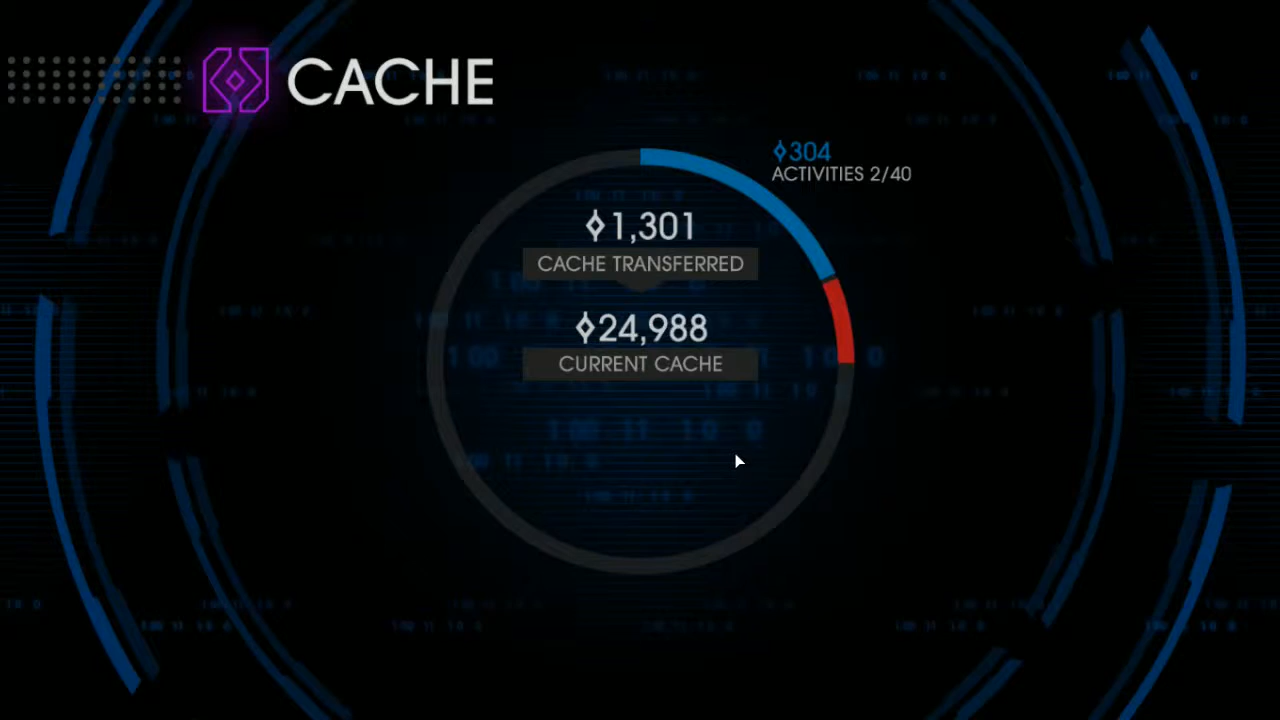 CACHE
304
ACTIVITIES 2/40
1,301
CACHE TRANSFERRED
24,988
CURRENT CACHE